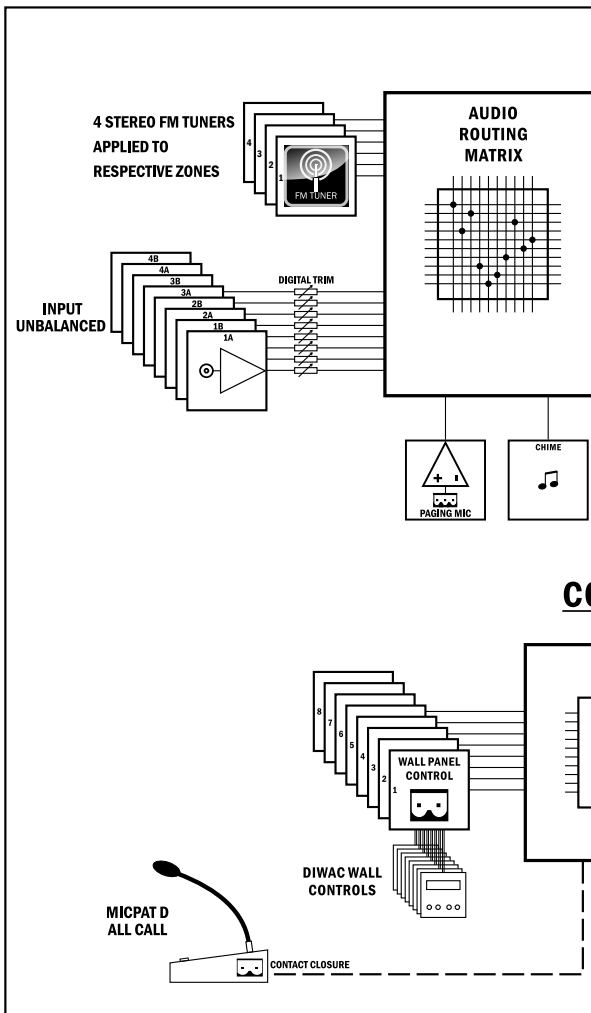 4 STEREO FM TUNERS
APPLIED TO
RESPECTIVE ZONES
4
3
2
1
FM TUNER
AUDIO
ROUTING
MATRIX
INPUT
UNBALANCED
4B
4A
3B
3A
2B
2A
1B
1A
DIGITAL TRIM
+ -
PAGING MIC
CHIME
CO
8
7
6
5
4
3
2
1
WALL PANEL
CONTROL
DIWAC WALL
CONTROLS
MICPAT D
ALL CALL
CONTACT CLOSURE